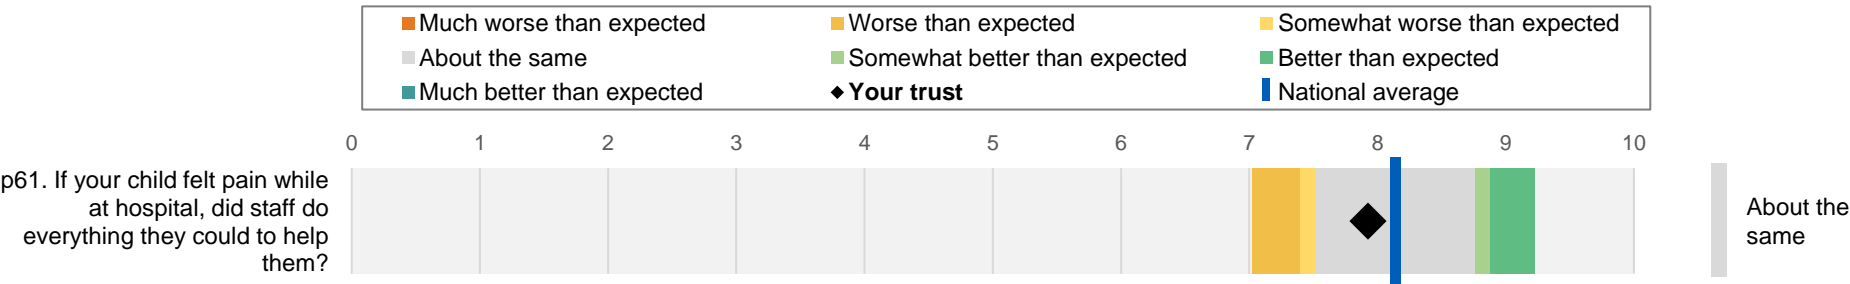 Much worse than expected Worse than expected Somewhat worse than expected
About the same Somewhat better than expected Better than expected
Much better than expected Your trust National average
0 1 2 3 4 5 6 7 8 9 10
p61. If your child felt pain while
at hospital, did staff do
everything they could to help
them?
About the
same